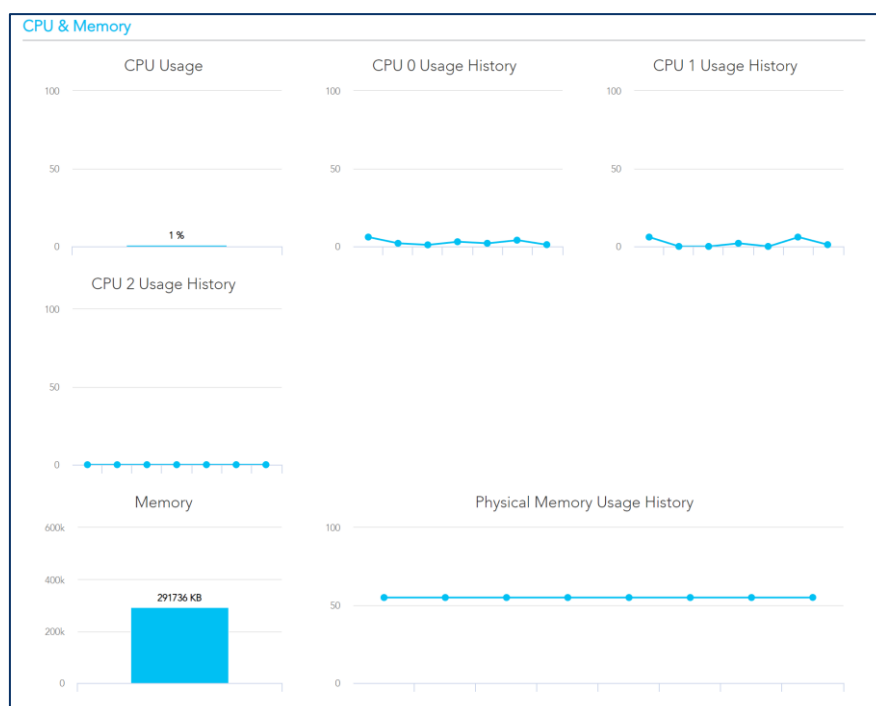 CPU & Memory
CPU Usage
100
50
0
1 %
CPU 0 Usage History
100
50
0
CPU 1 Usage History
100
50
0
CPU 2 Usage History
100
50
0
Memory
600k
400k
200k
0
291736 KB
Physical Memory Usage History
100
50
0